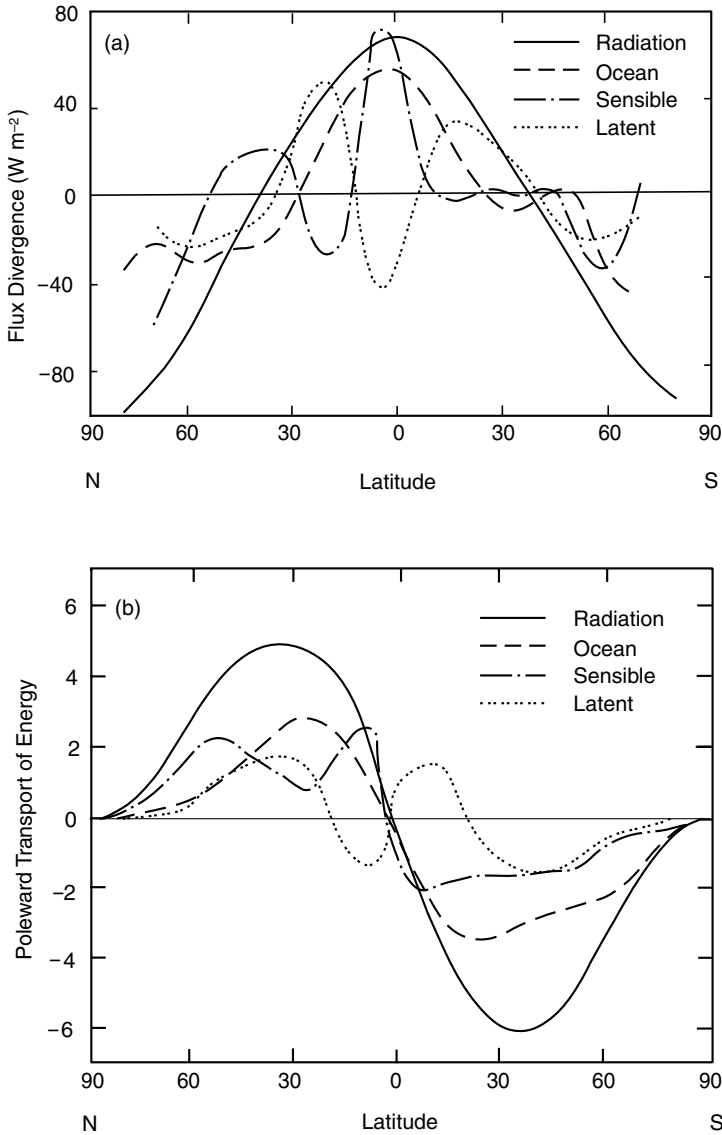 80
(a)
Radiation
Ocean
Sensible
Latent
40
0
−40
−80
Flux Divergence (W m⁻²)
90 60 30 0 30 60 90
N Latitude S
6
(b)
Radiation
Ocean
Sensible
Latent
4
2
0
−2
−4
−6
Poleward Transport of Energy
90 60 30 0 30 60 90
N Latitude S